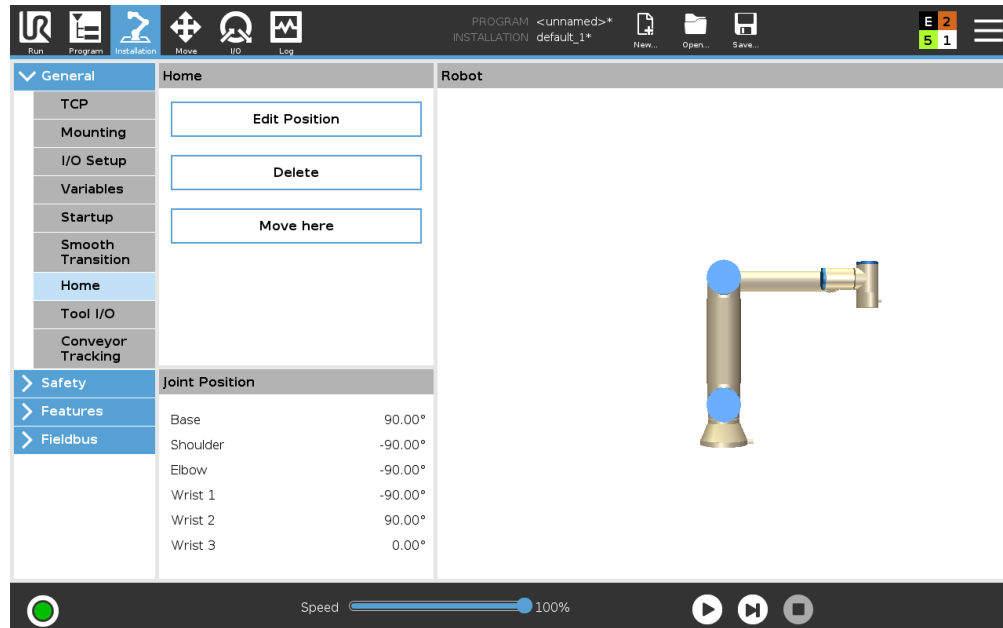 UR
PROGRAM <unnamed>*
INSTALLATION default_1*
Run Program Installation Move I/O Log New... Open... Save...
E 2
5 1
General
TCP
Mounting
I/O Setup
Variables
Startup
Smooth
Transition
Home
Tool I/O
Conveyor
Tracking
Safety
Features
Fieldbus
Home
Edit Position
Delete
Move here
Joint Position
Base 90.00°
Shoulder -90.00°
Elbow -90.00°
Wrist 1 -90.00°
Wrist 2 90.00°
Wrist 3 0.00°
Robot
Speed 100%